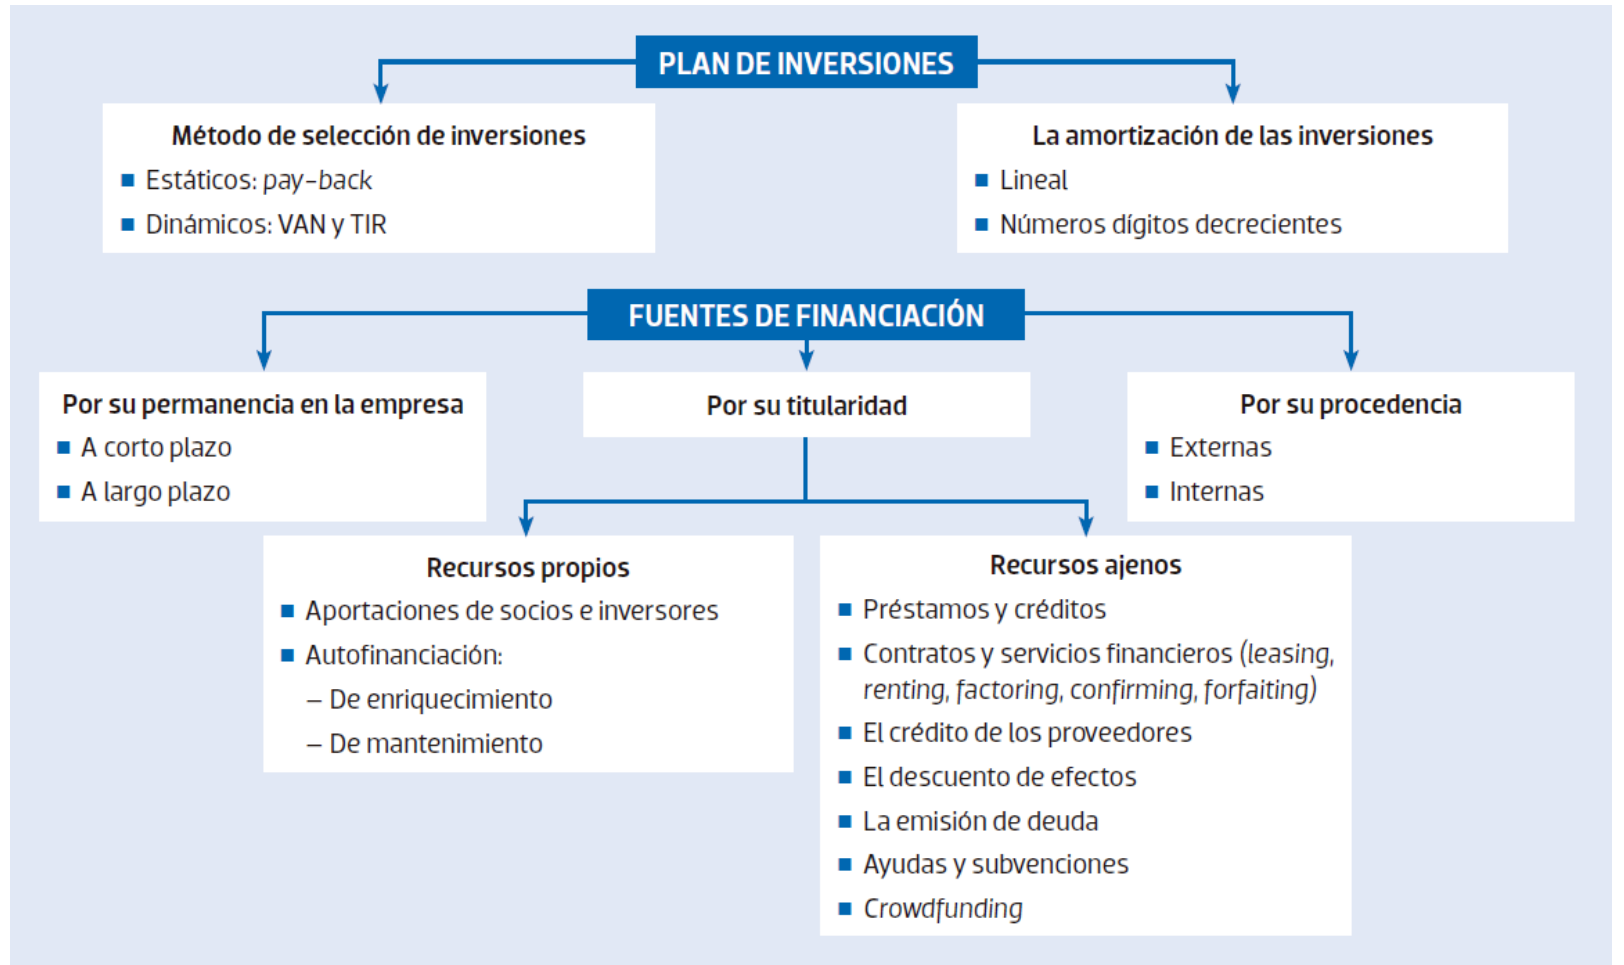 PLAN DE INVERSIONES
Método de selección de inversiones
Estáticos: pay-back
Dinámicos: VAN y TIR
La amortización de las inversiones
Lineal
Números dígitos decrecientes
FUENTES DE FINANCIACIÓN
Por su permanencia en la empresa
A corto plazo
A largo plazo
Por su titularidad
Por su procedencia
Externas
Internas
Recursos propios
Aportaciones de socios e inversores
Autofinanciación:
– De enriquecimiento
– De mantenimiento
Recursos ajenos
Préstamos y créditos
Contratos y servicios financieros (leasing,
renting, factoring, confirming, forfaiting)
El crédito de los proveedores
El descuento de efectos
La emisión de deuda
Ayudas y subvenciones
Crowdfunding